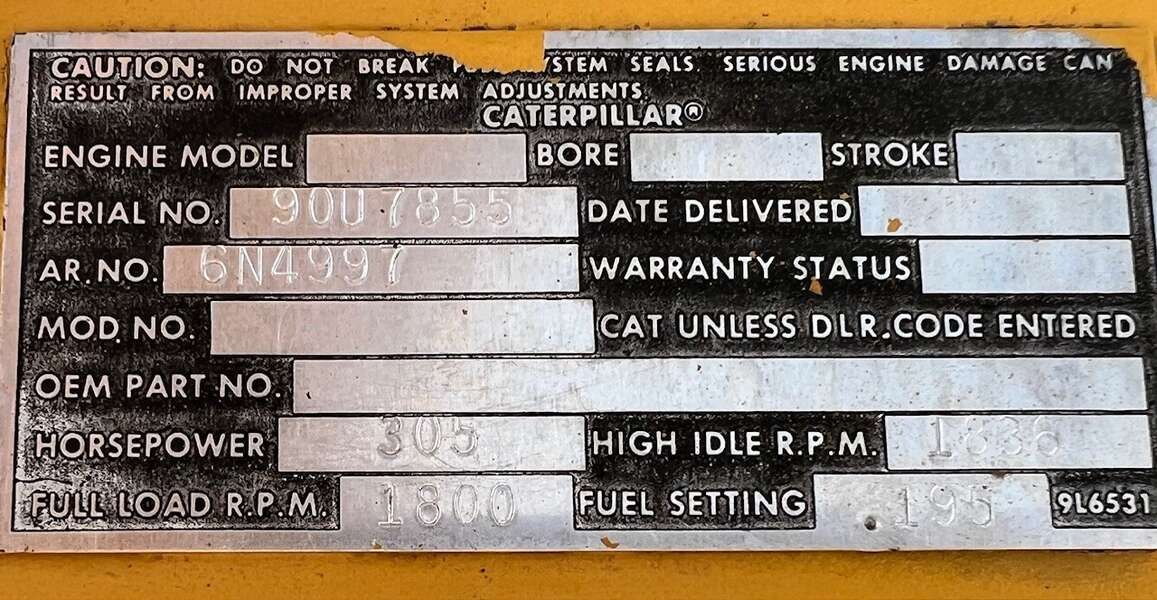 CAUTION: DO NOT BREAK SYSTEM SEALS. SERIOUS ENGINE DAMAGE CAN
RESULT FROM IMPROPER SYSTEM ADJUSTMENTS
CATERPILLAR®
ENGINE MODEL BORE STROKE
SERIAL NO. 90U7855 DATE DELIVERED
AR. NO. 6N4997 WARRANTY STATUS
MOD. NO. CAT UNLESS DLR. CODE ENTERED
OEM PART NO.
HORSEPOWER 305 HIGH IDLE R.P.M. 1836
FULL LOAD R.P.M. 1800 FUEL SETTING 195 9L6531